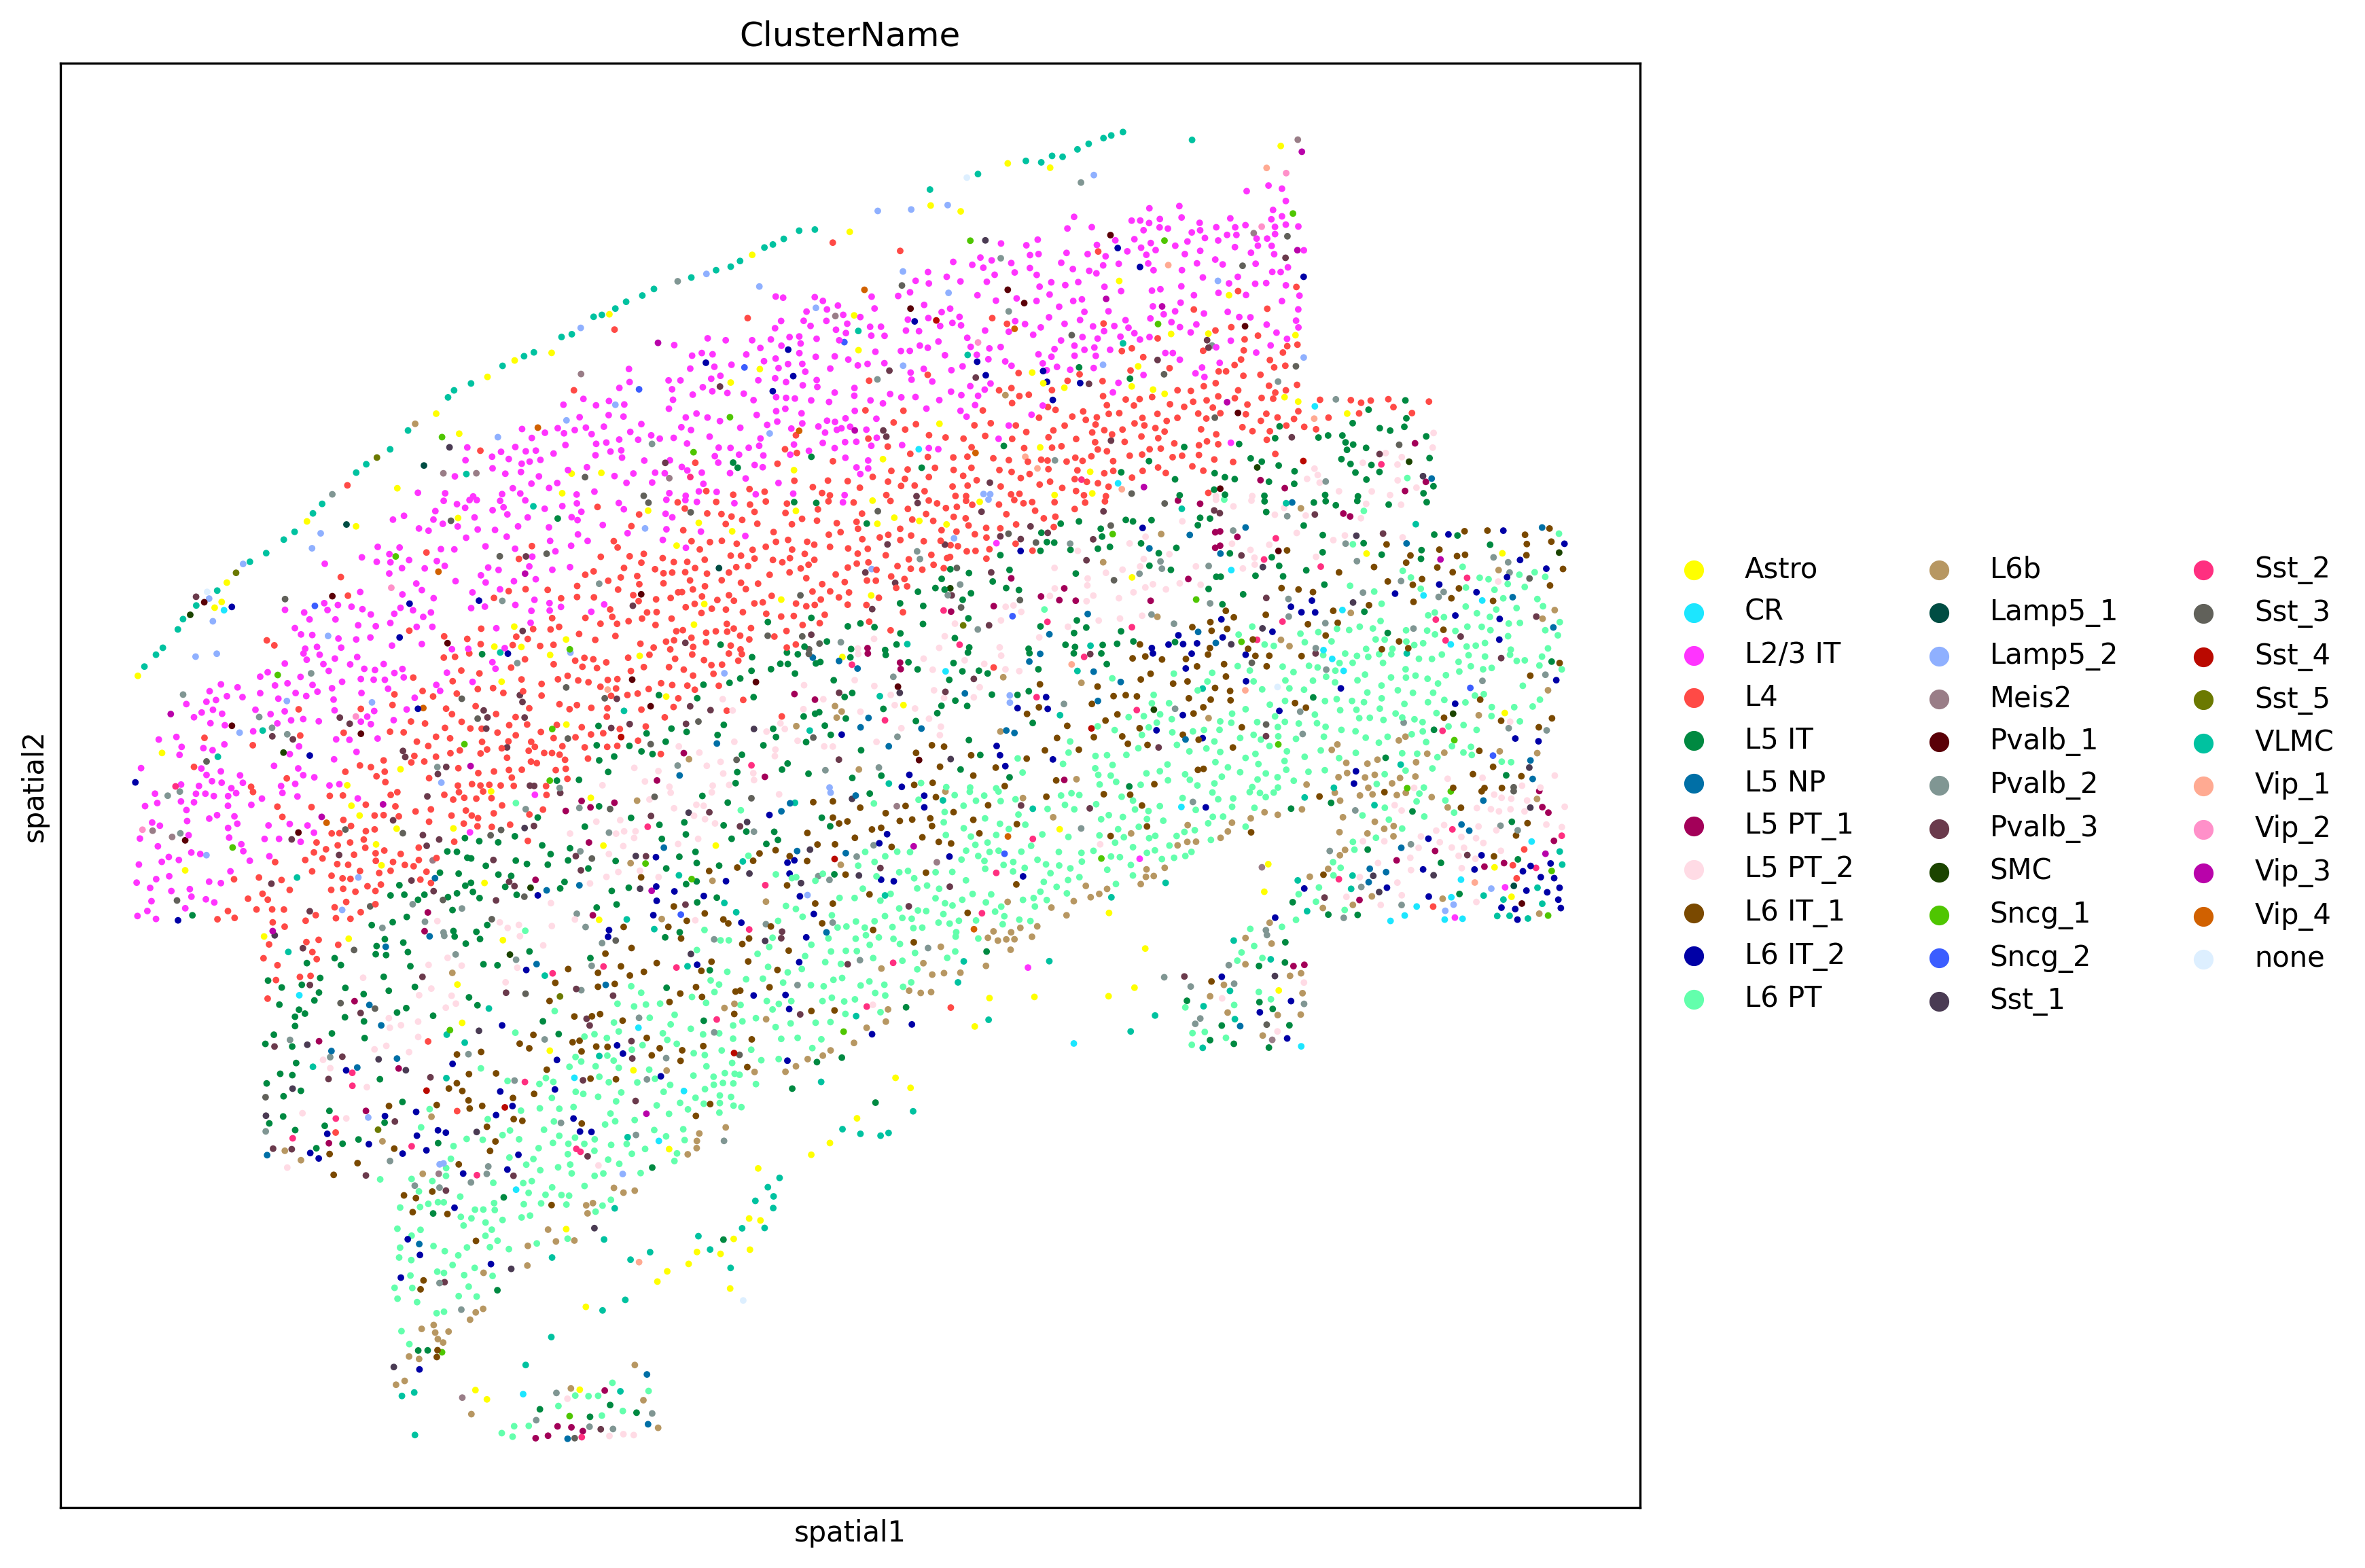 ClusterName
spatial2
spatial1
Astro
CR
L2/3 IT
L4
L5 IT
L5 NP
L5 PT_1
L5 PT_2
L6 IT_1
L6 IT_2
L6 PT
L6b
Lamp5_1
Lamp5_2
Meis2
Pvalb_1
Pvalb_2
Pvalb_3
SMC
Sncg_1
Sncg_2
Sst_1
Sst_2
Sst_3
Sst_4
Sst_5
VLMC
Vip_1
Vip_2
Vip_3
Vip_4
none